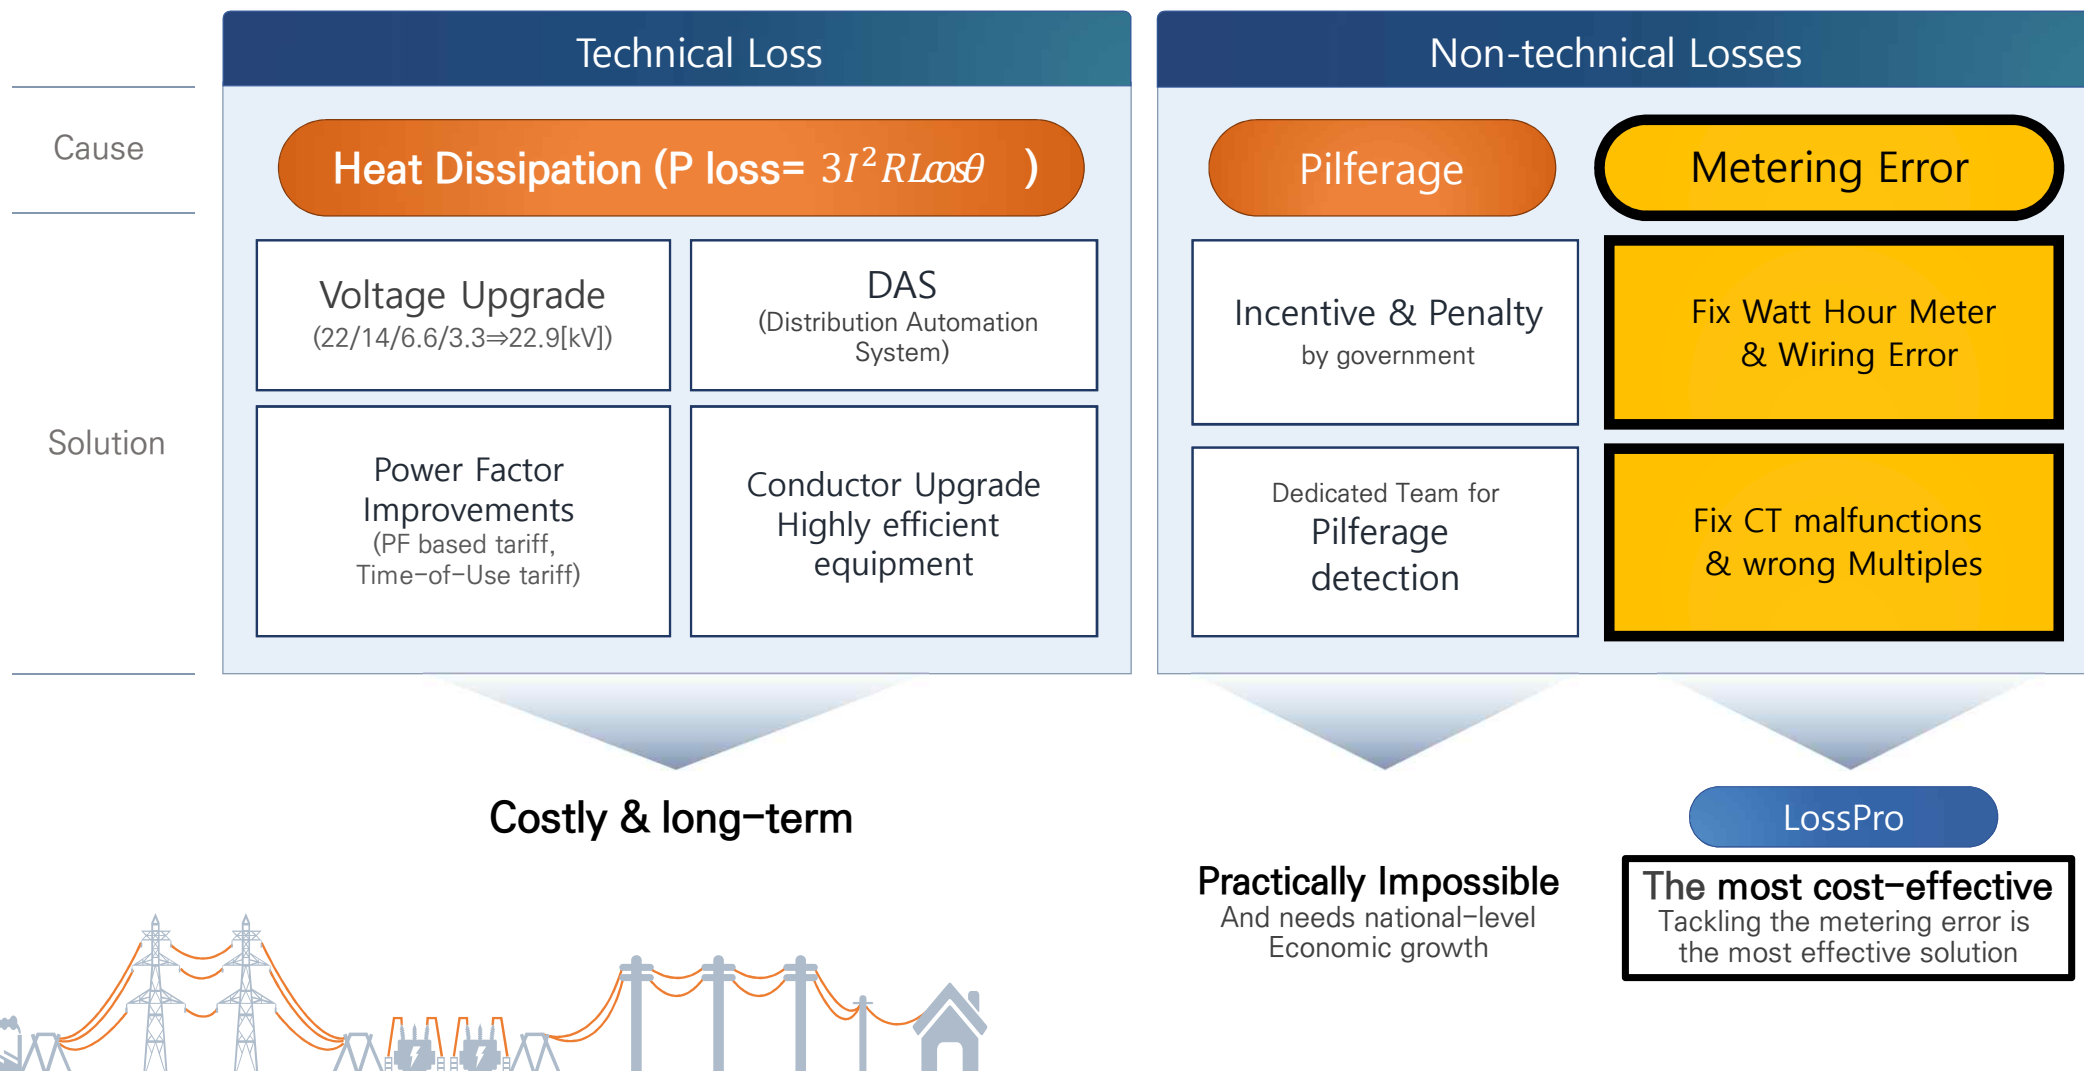 Technical Loss
Non-technical Losses
Cause
Heat Dissipation (P loss= 3I²RLcosθ )
Pilferage
Metering Error
Solution
Voltage Upgrade
(22/14/6.6/3.3⇒22.9[kV])
DAS
(Distribution Automation
System)
Power Factor
Improvements
(PF based tariff,
Time-of-Use tariff)
Conductor Upgrade
Highly efficient
equipment
Incentive & Penalty
by government
Dedicated Team for
Pilferage
detection
Fix Watt Hour Meter
& Wiring Error
Fix CT malfunctions
& wrong Multiples
Costly & long-term
Practically Impossible
And needs national-level
Economic growth
LossPro
The most cost-effective
Tackling the metering error is
the most effective solution